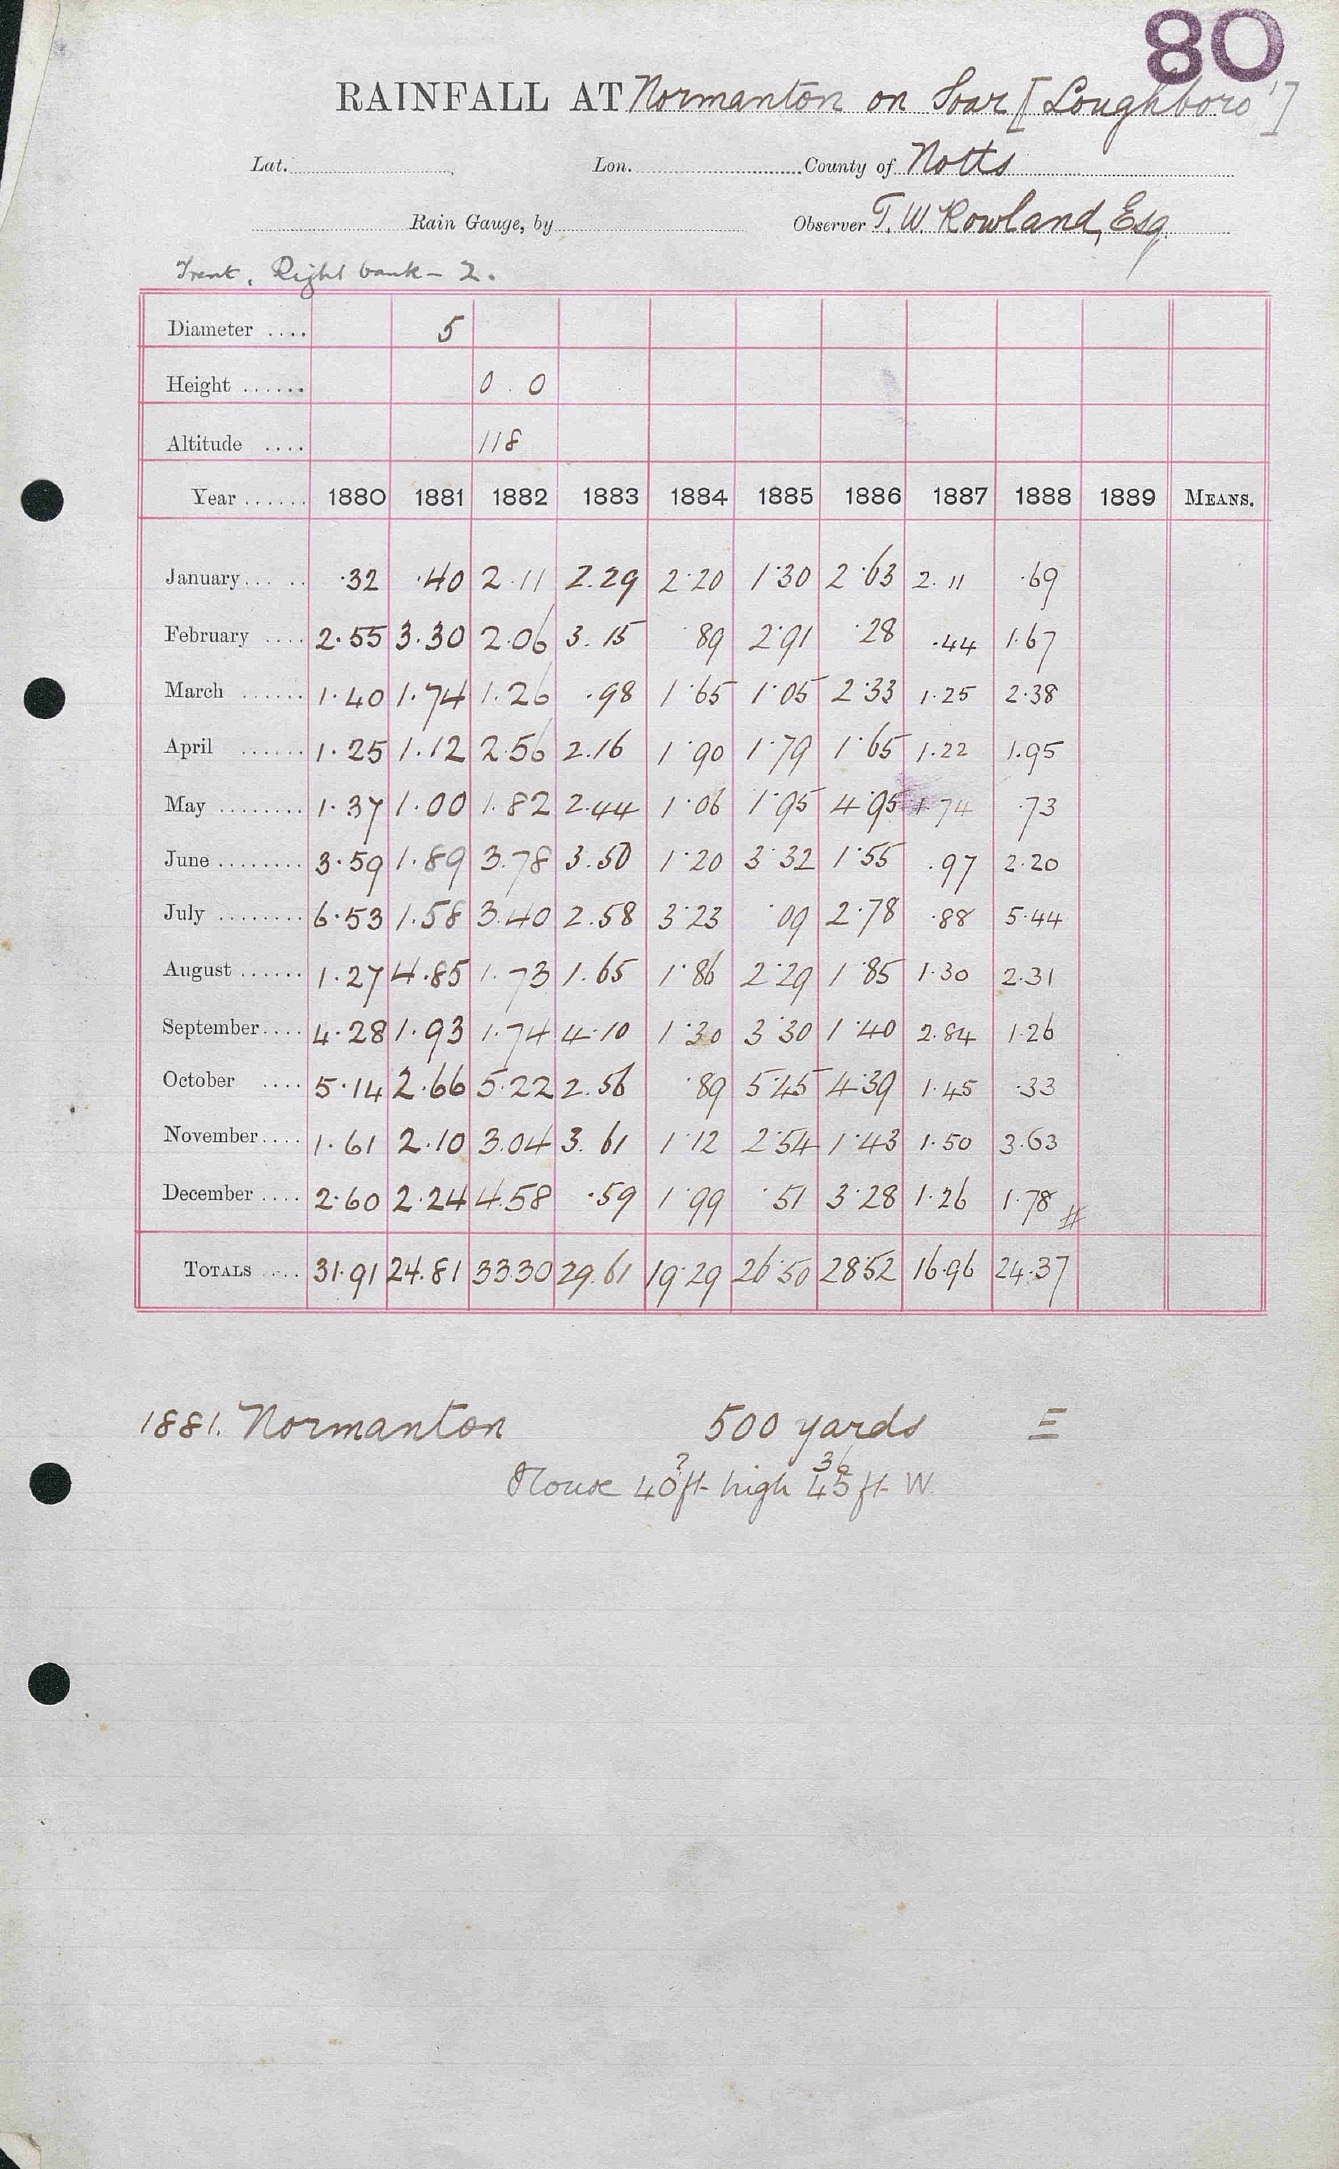 80
RAINFALL AT Normanton on Soar [Loughboro']
Lat. Lon. County of Notts
Rain Gauge, by Observer T. W. Rowland, Esq.
Trent, Right bank - 2.
Diameter .... 5
Height ...... 0 . 0
Altitude .... 118
Year ...... 1880 1881 1882 1883 1884 1885 1886 1887 1888 1889 MEANS.
January ... .. ·32 ·40 2·11 2.29 2·20 1·30 2·63 2.11 ·69
February .... 2·55 3·30 2·06 3.15 ·89 2·91 ·28 ·44 1·67
March ...... 1·40 1·74 1·26 ·98 1·65 1·05 2·33 1·25 2·38
April ...... 1·25 1·12 2·56 2.16 1·90 1·79 1·65 1·22 1.95
May ........ 1·37 1·00 1·82 2·44 1·06 1·95 4·95 1·74 ·73
June ........ 3·59 1·89 3·78 3.50 1·20 3·32 1·55 ·97 2·20
July ........ 6·53 1·58 3·40 2·58 3·23 ·09 2·78 ·88 5·44
August ...... 1·27 4·85 1·73 1.65 1·86 2·29 1·85 1·30 2·31
September .... 4·28 1·93 1·74 4·10 1·30 3·30 1·40 2·84 1·26
October .... 5·14 2·66 5·22 2.56 ·89 5·45 4·39 1·45 ·33
November .... 1·61 2·10 3·04 3.61 1·12 2·54 1·43 1·50 3·63
December .... 2·60 2·24 4·58 ·59 1·99 ·51 3·28 1·26 1·78 #
TOTALS .... 31·91 24·81 33·30 29.61 19·29 26·50 28·52 16·96 24·37
1881. Normanton 500 yards
? 36
House 40 ft high 45 ft W.